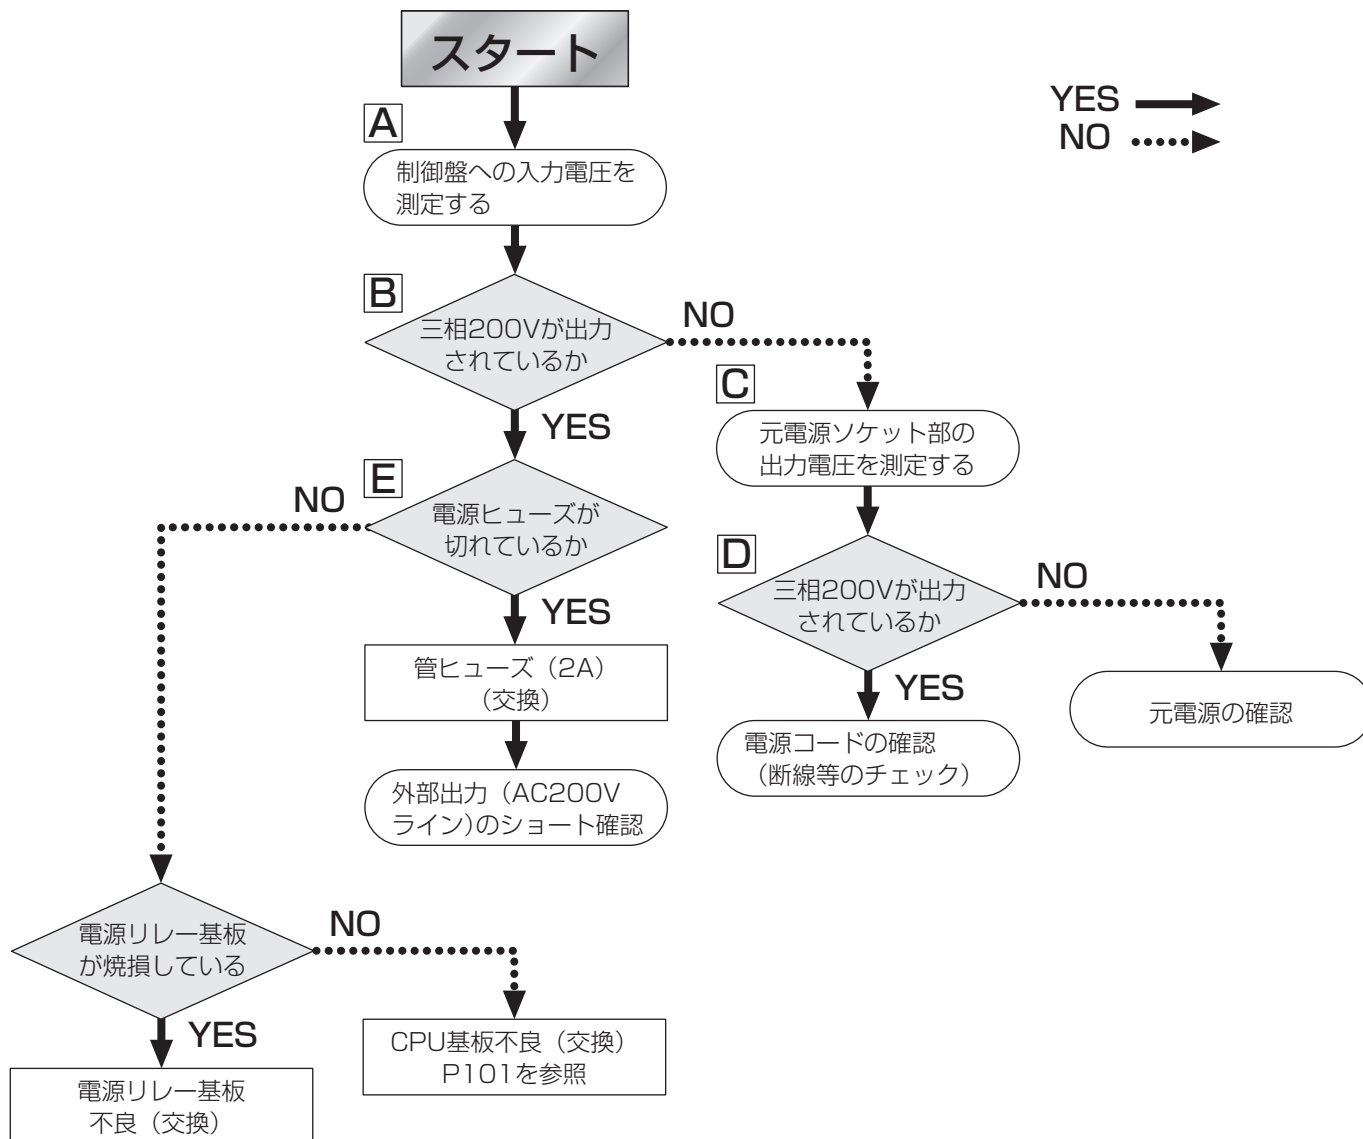 スタート
YES
NO
A
制御盤への入力電圧を
測定する
B
三相200Vが出力
されているか
NO
YES
C
元電源ソケット部の
出力電圧を測定する
E
電源ヒューズが
切れているか
NO
YES
D
三相200Vが出力
されているか
NO
YES
管ヒューズ（2A）
（交換）
元電源の確認
電源コードの確認
（断線等のチェック）
外部出力（AC200V
ライン）のショート確認
電源リレー基板
が焼損している
NO
YES
CPU基板不良（交換）
P101を参照
電源リレー基板
不良（交換）